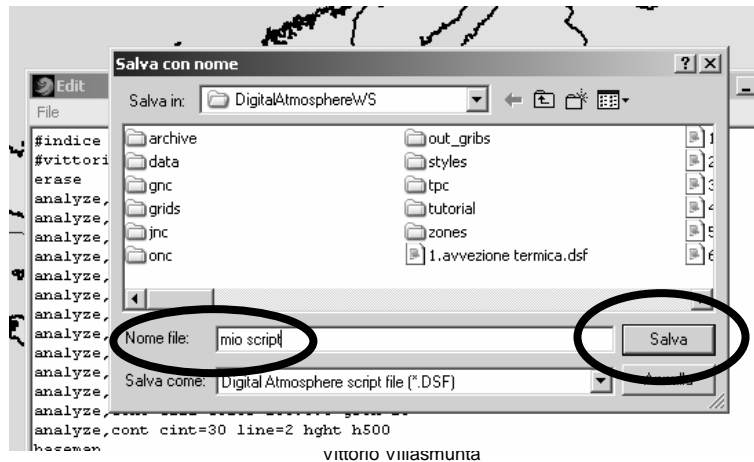 Salva con nome
Edit
File
Salva in: DigitalAtmosphereWS
#indice
#vittori
erase
analyze,
analyze,
analyze,
analyze,
analyze,
analyze,
analyze,
analyze,
analyze,
analyze,
analyze,
analyze,
archive
data
gnc
grids
jnc
onc
out_gribs
styles
tpc
tutorial
zones
1.avvezione termica.dsf
Nome file: mio script
Salva
Salva come: Digital Atmosphere script file (*.DSF)
analyze,cont cint=30 line=2 hght h500
basemap
Vittorio Villasmunta